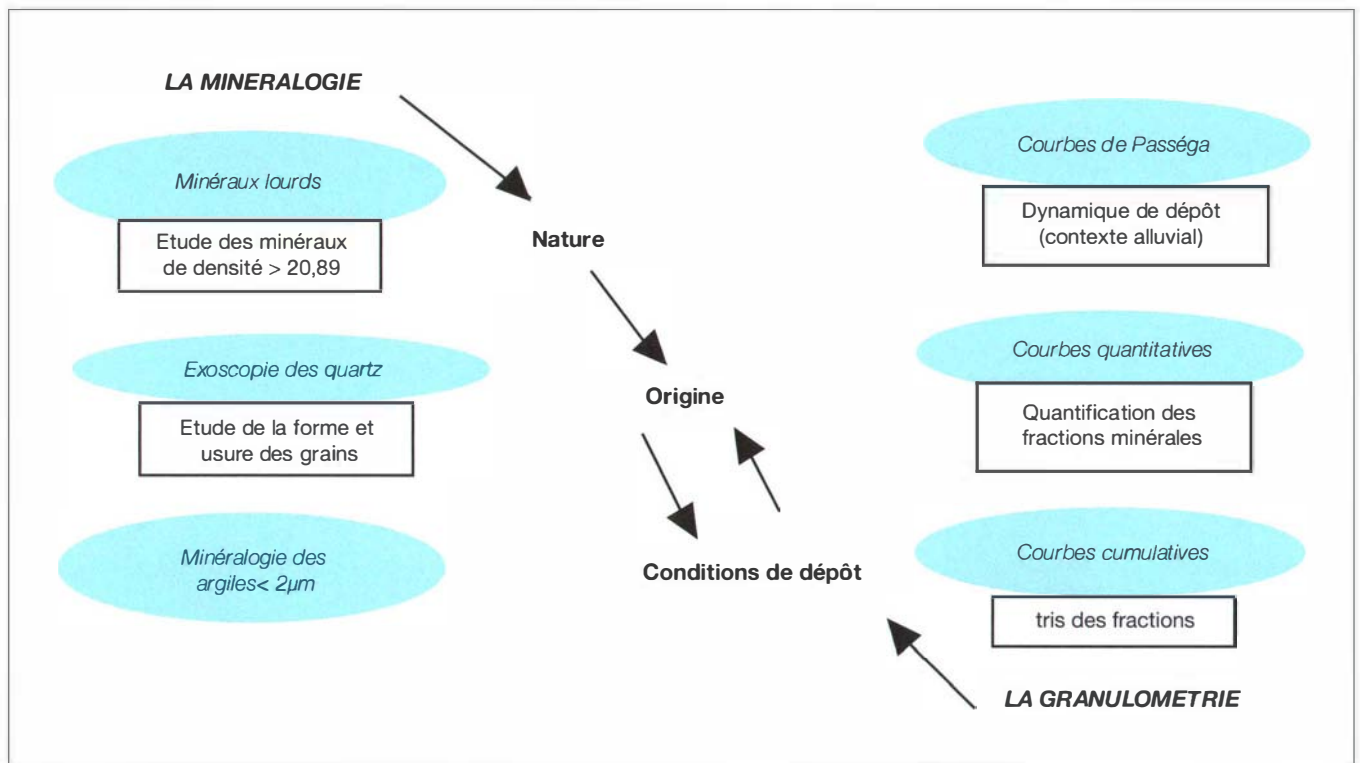 LA MINERALOGIE
Minéraux lourds
Etude des minéraux
de densité > 20,89
Exoscopie des quartz
Etude de la forme et
usure des grains
Minéralogie des
argiles< 2µm
Nature
Origine
Conditions de dépôt
Courbes de Passéga
Dynamique de dépôt
(contexte alluvial)
Courbes quantitatives
Quantification des
fractions minérales
Courbes cumulatives
tris des fractions
LA GRANULOMETRIE